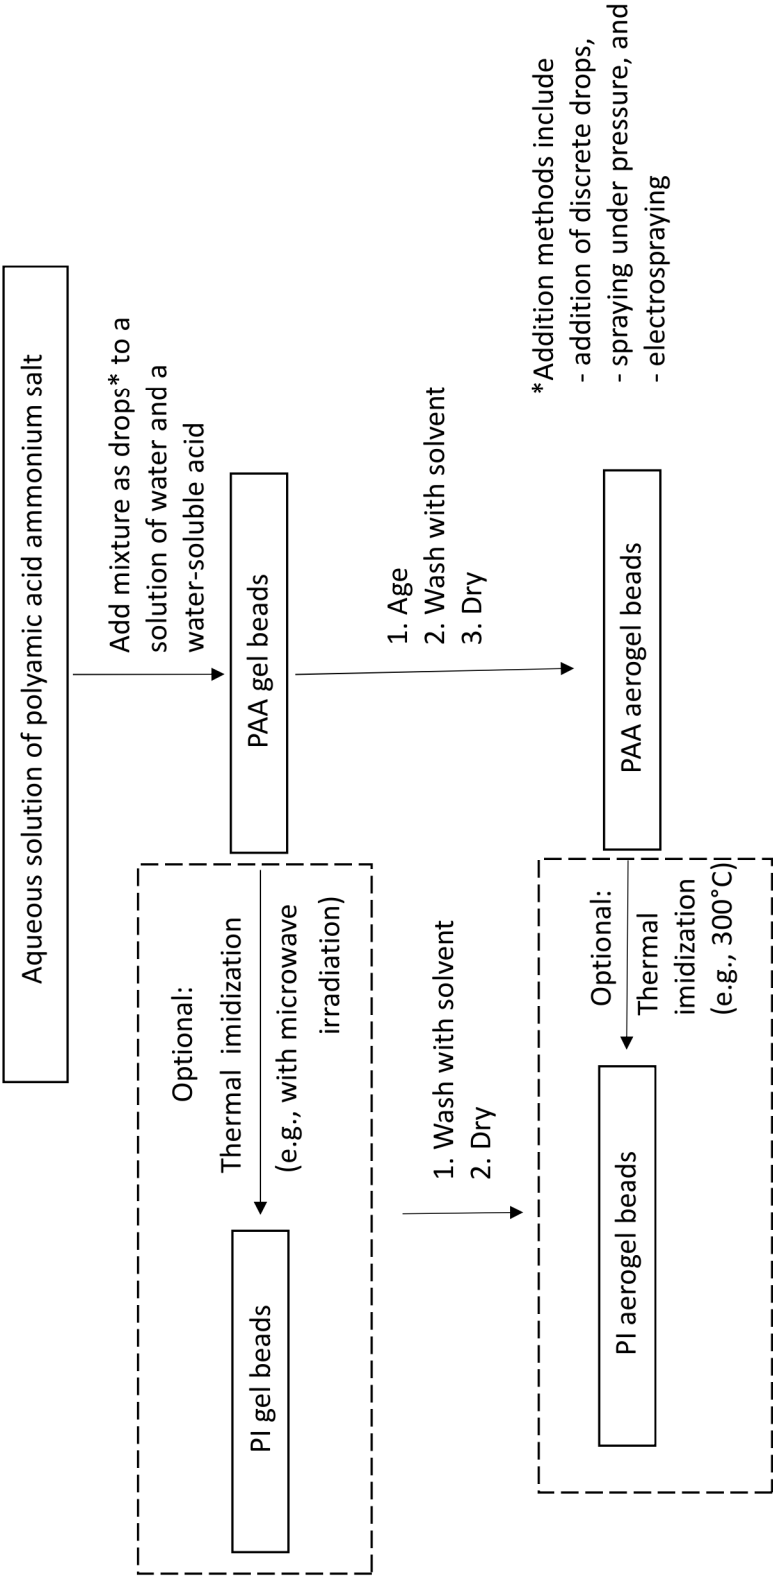 Aqueous solution of polyamic acid ammonium salt
Add mixture as drops* to a
solution of water and a
water-soluble acid
PAA gel beads
Optional:
Thermal imidization
(e.g., with microwave
irradiation)
PI gel beads
1. Age
2. Wash with solvent
3. Dry
1. Wash with solvent
2. Dry
PAA aerogel beads
Optional:
Thermal
imidization
(e.g., 300°C)
PI aerogel beads
*Addition methods include
- addition of discrete drops,
- spraying under pressure, and
- electrospraying